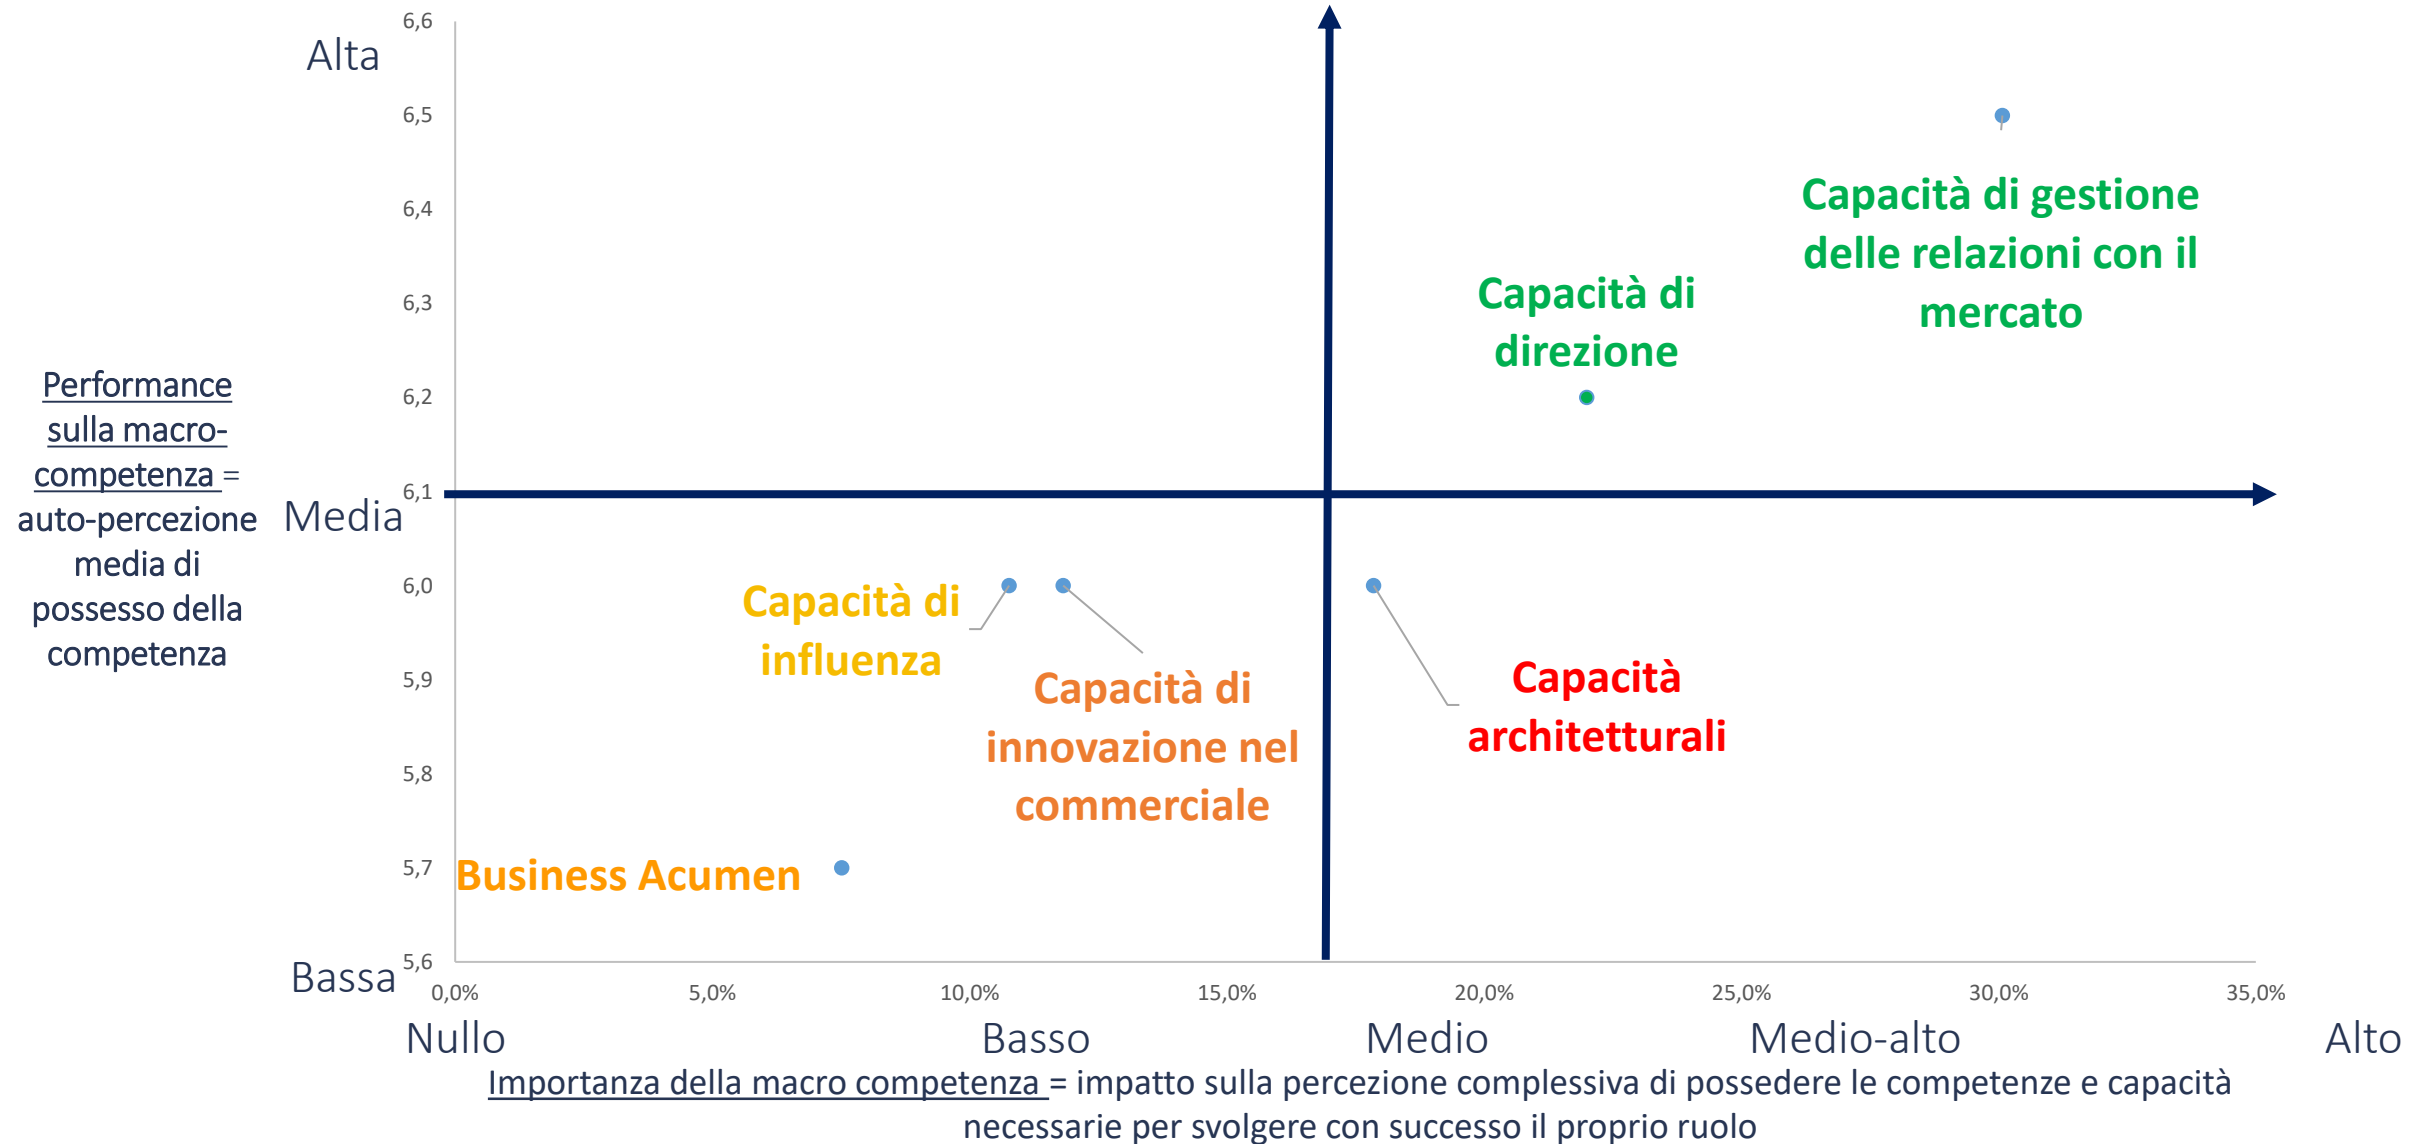 Alta
Media
Bassa
6,6
6,5
6,4
6,3
6,2
6,1
6,0
5,9
5,8
5,7
5,6
Performance
sulla macro-
competenza =
auto-percezione
media di
possesso della
competenza
Capacità di gestione
delle relazioni con il
mercato
Capacità di
direzione
Capacità di
influenza
Capacità di
innovazione nel
commerciale
Capacità
architetturali
Business Acumen
0,0%
5,0%
10,0%
15,0%
20,0%
25,0%
30,0%
35,0%
Nullo
Basso
Medio
Medio-alto
Alto
Importanza della macro competenza = impatto sulla percezione complessiva di possedere le competenze e capacità
necessarie per svolgere con successo il proprio ruolo